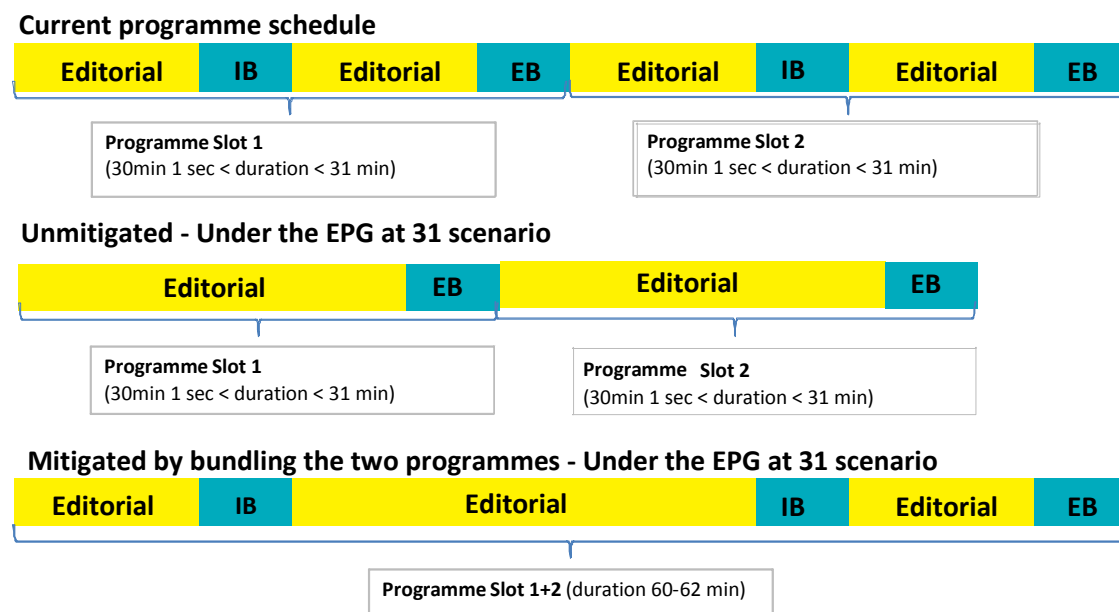 Current programme schedule
Editorial IB Editorial EB Editorial IB Editorial EB
Programme Slot 1
(30min 1 sec < duration < 31 min)
Programme Slot 2
(30min 1 sec < duration < 31 min)
Unmitigated - Under the EPG at 31 scenario
Editorial EB Editorial EB
Programme Slot 1
(30min 1 sec < duration < 31 min)
Programme Slot 2
(30min 1 sec < duration < 31 min)
Mitigated by bundling the two programmes - Under the EPG at 31 scenario
Editorial IB Editorial IB Editorial EB
Programme Slot 1+2 (duration 60-62 min)